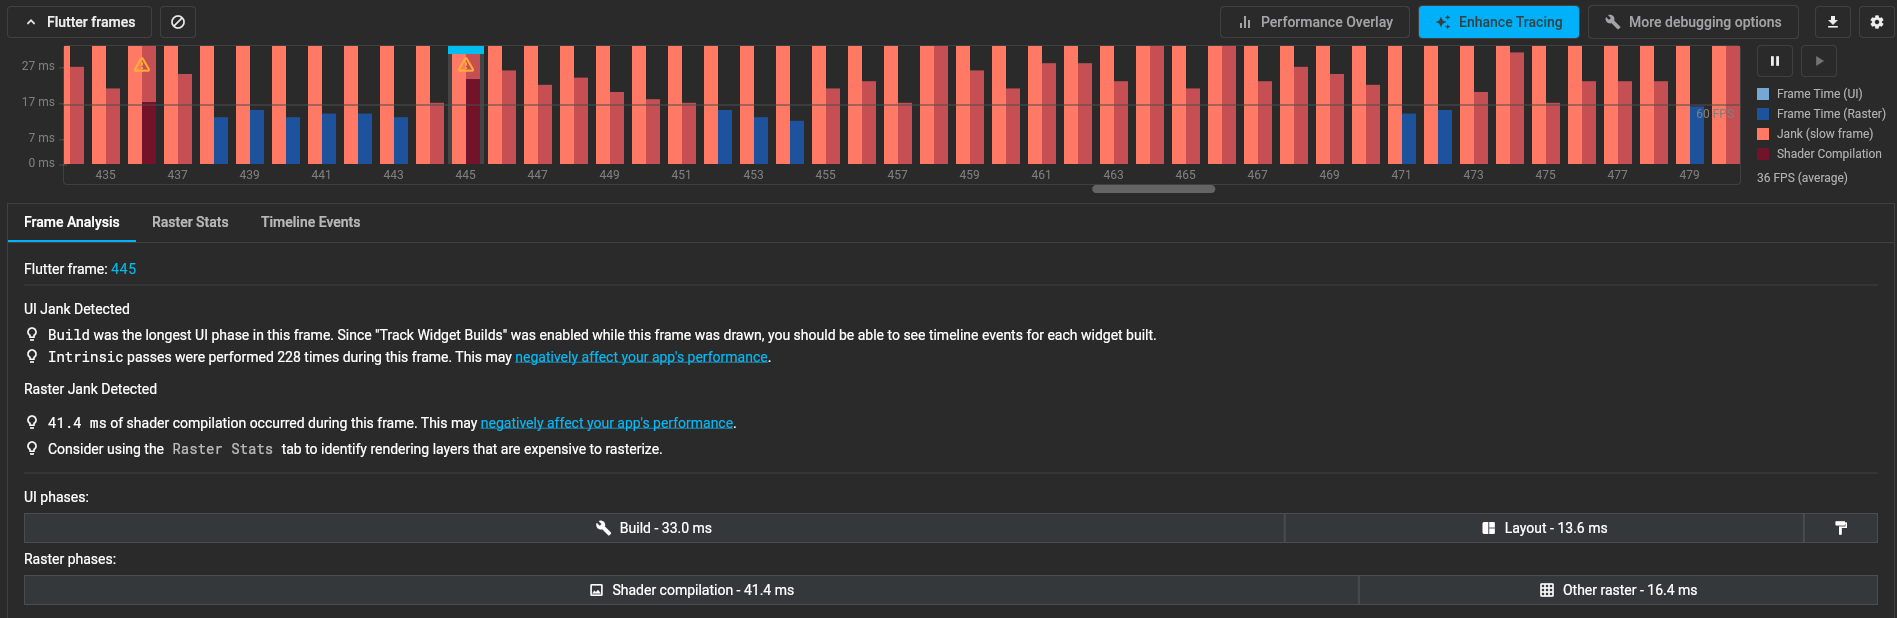 Flutter frames
Performance Overlay
Enhance Tracing
More debugging options
27 ms
17 ms
7 ms
0 ms
60 FPS
435 437 439 441 443 445 447 449 451 453 455 457 459 461 463 465 467 469 471 473 475 477 479
Frame Time (UI)
Frame Time (Raster)
Jank (slow frame)
Shader Compilation
36 FPS (average)
Frame Analysis Raster Stats Timeline Events
Flutter frame: 445
UI Jank Detected
Build was the longest UI phase in this frame. Since "Track Widget Builds" was enabled while this frame was drawn, you should be able to see timeline events for each widget built.
Intrinsic passes were performed 228 times during this frame. This may negatively affect your app's performance.
Raster Jank Detected
41.4 ms of shader compilation occurred during this frame. This may negatively affect your app's performance.
Consider using the Raster Stats tab to identify rendering layers that are expensive to rasterize.
UI phases:
Build - 33.0 ms
Layout - 13.6 ms
Raster phases:
Shader compilation - 41.4 ms
Other raster - 16.4 ms